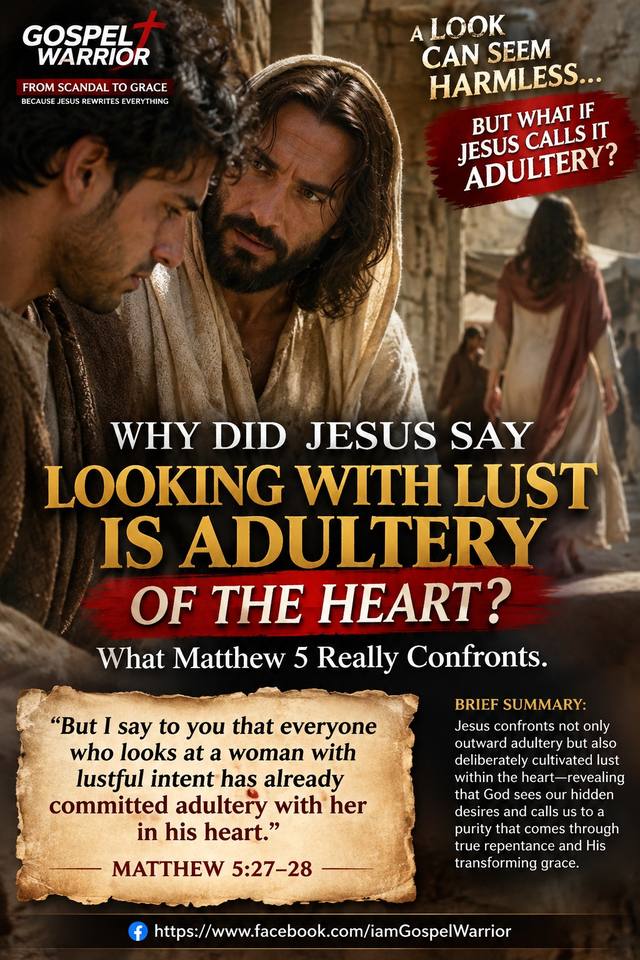 GOSPEL
WARRIOR
FROM SCANDAL TO GRACE
BECAUSE JESUS REWRITES EVERYTHING
A LOOK
CAN SEEM
HARMLESS...
BUT WHAT IF
JESUS CALLS IT
ADULTERY?
WHY DID JESUS SAY
LOOKING WITH LUST
IS ADULTERY
OF THE HEART?
What Matthew 5 Really Confronts.
“But I say to you that everyone
who looks at a woman with
lustful intent has already
committed adultery with her
in his heart.”
MATTHEW 5:27–28
BRIEF SUMMARY:
Jesus confronts not only
outward adultery but also
deliberately cultivated lust
within the heart—revealing
that God sees our hidden
desires and calls us to a
purity that comes through
true repentance and His
transforming grace.
https://www.facebook.com/iamGospelWarrior